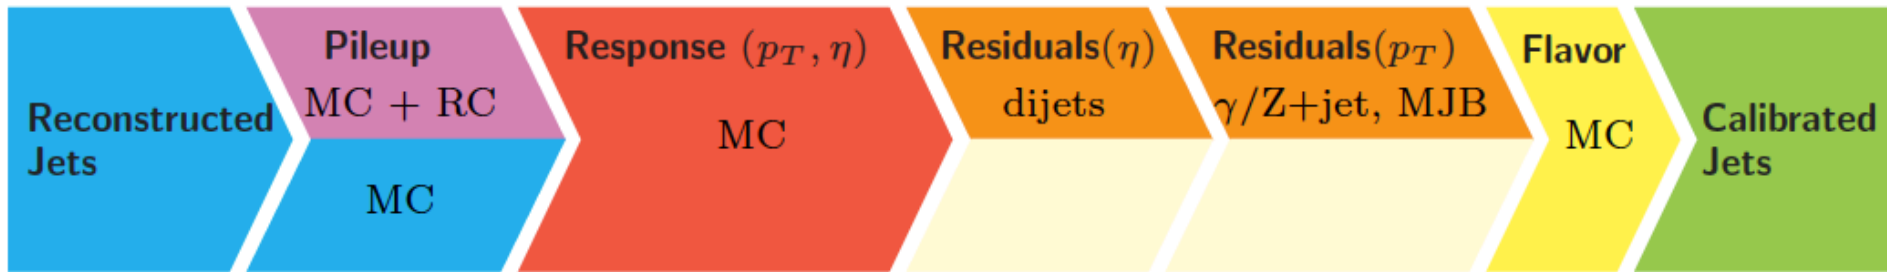 Reconstructed
Jets
Pileup
MC + RC
MC
Response (p_T, η)
MC
Residuals(η)
dijets
Residuals(p_T)
γ/Z+jet, MJB
Flavor
MC
Calibrated
Jets